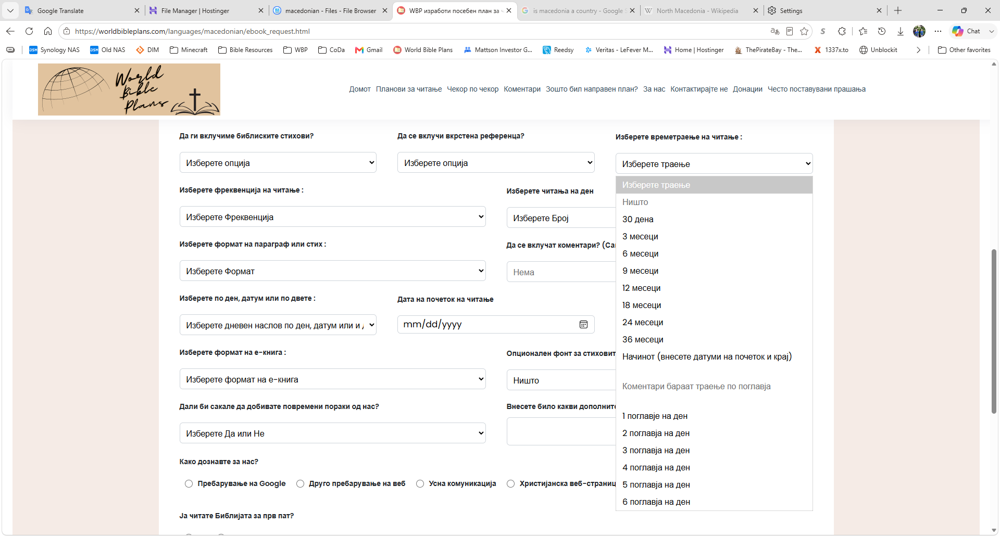 Google Translate
File Manager | Hostinger
macedonian - Files - File Browser
WBP изработи посебен план за
is macedonia a country - Google
North Macedonia - Wikipedia
Settings
https://worldbibleplans.com/languages/macedonian/ebook_request.html
Chat
Synology NAS
Old NAS
DIM
Minecraft
Bible Resources
WBP
CoDa
Gmail
World Bible Plans
Mattson Investor G...
Reedsy
Veritas - LeFever M...
Home | Hostinger
ThePirateBay - The...
1337x.to
Unblockit
Other favorites
World
Bible
Plans
Домот Планови за читање Чекор по чекор Коментари Зошто бил направен план? За нас Контактирајте не Донации Често поставувани прашања
Да ги вклучиме библиските стихови?
Да се вклучи вкрстена референца?
Изберете времетраење на читање :
Изберете опција
Изберете опција
Изберете траење
Изберете траење
Ништо
30 дена
3 месеци
6 месеци
9 месеци
12 месеци
18 месеци
24 месеци
36 месеци
Начинот (внесете датуми на почеток и крај)
Коментари бараат траење по поглавја
1 поглавје на ден
2 поглавја на ден
3 поглавја на ден
4 поглавја на ден
5 поглавја на ден
6 поглавја на ден
Изберете фреквенција на читање :
Изберете читања на ден
Изберете Фреквенција
Изберете Број
Изберете формат на параграф или стих :
Да се вклучат коментари?
Изберете Формат
Нема
Изберете по ден, датум или по двете :
Дата на почеток на читање
Изберете дневен наслов по ден, датум или и
mm/dd/yyyy
Изберете формат на е-книга :
Опционален фонт за стиховит
Изберете формат на е-книга
Ништо
Дали би сакале да добивате повремени пораки од нас?
Внесете било какви дополните
Изберете Да или Не
Како дознавте за нас?
Пребарување на Google
Друго пребарување на веб
Усна комуникација
Христијанска веб-страниц
Ја читате Библијата за прв пат?